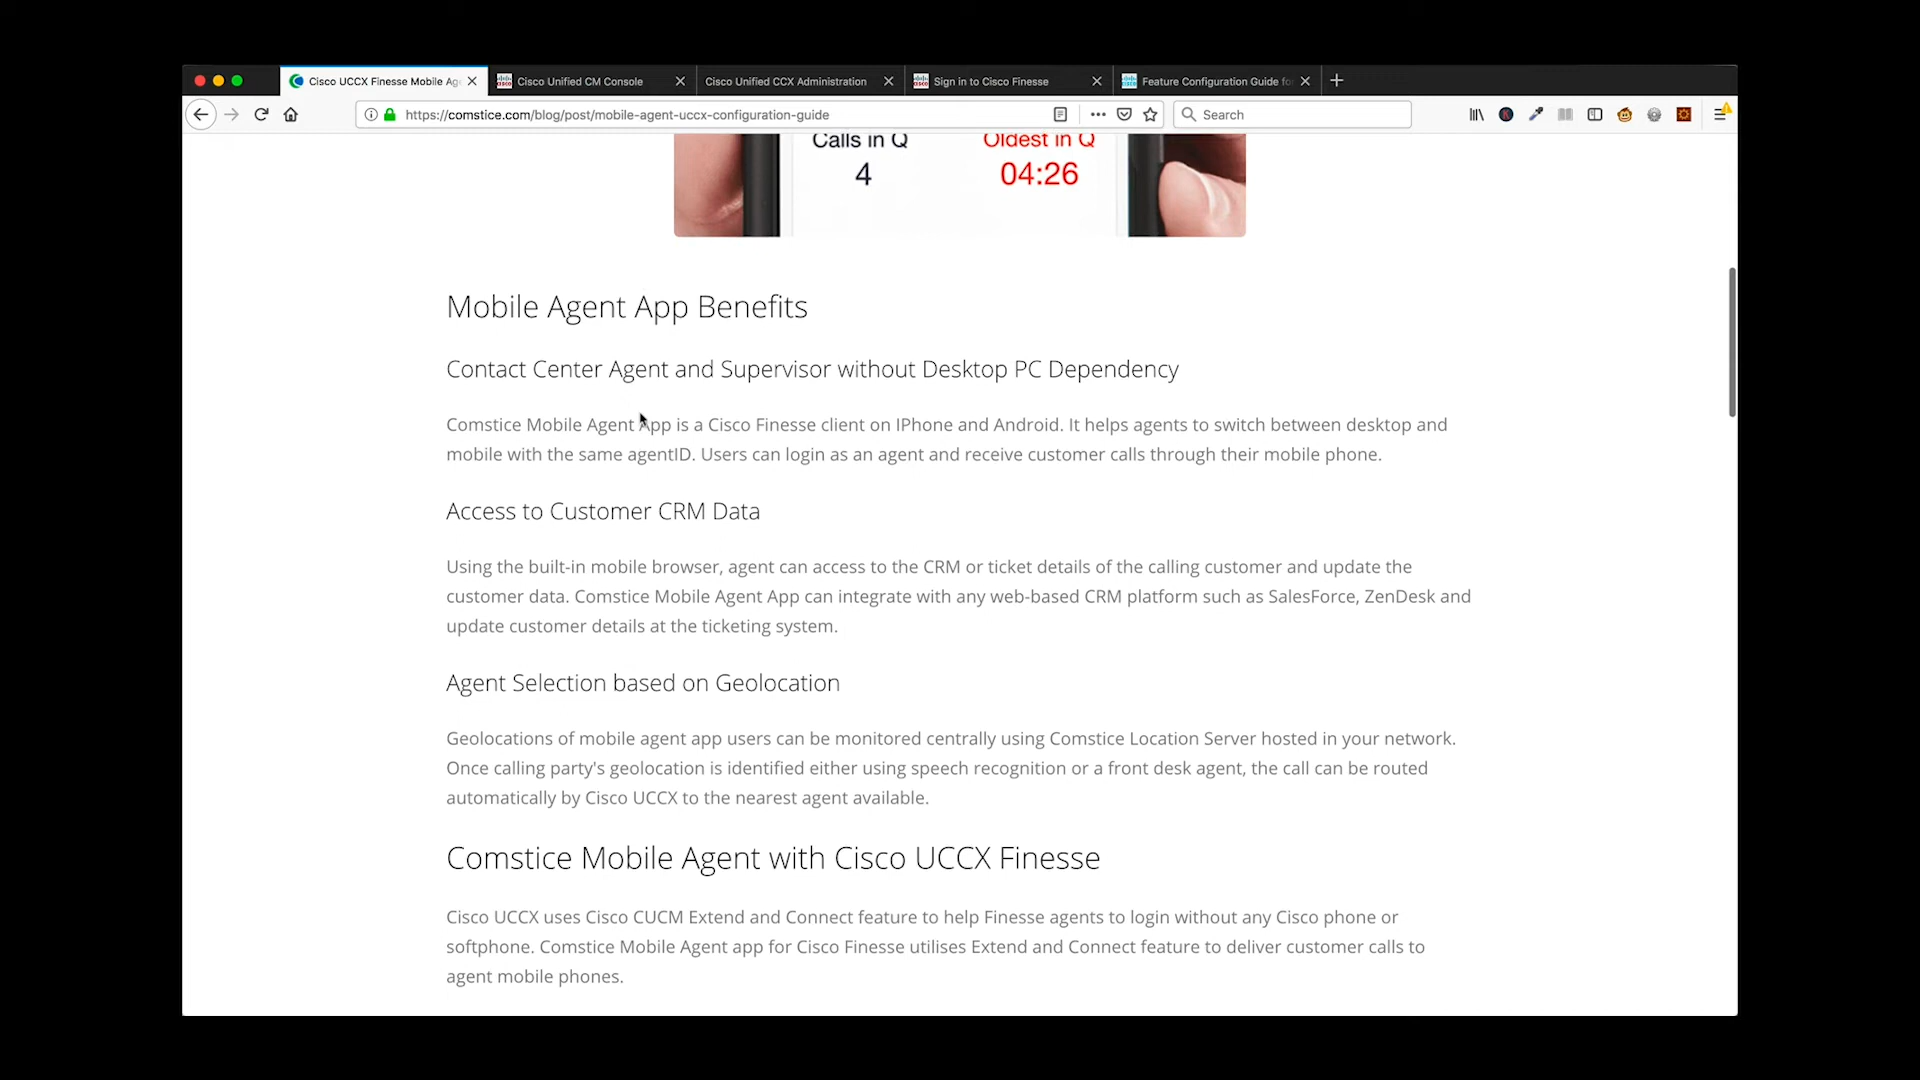 Cisco UCCX Finesse Mobile Age
Cisco Unified CM Console
Cisco Unified CCX Administration
Sign in to Cisco Finesse
Feature Configuration Guide fo
https://comstice.com/blog/post/mobile-agent-uccx-configuration-guide
Search
Calls in Q
Oldest in Q
4
04:26
Mobile Agent App Benefits
Contact Center Agent and Supervisor without Desktop PC Dependency
Comstice Mobile Agent App is a Cisco Finesse client on IPhone and Android. It helps agents to switch between desktop and
mobile with the same agentID. Users can login as an agent and receive customer calls through their mobile phone.
Access to Customer CRM Data
Using the built-in mobile browser, agent can access to the CRM or ticket details of the calling customer and update the
customer data. Comstice Mobile Agent App can integrate with any web-based CRM platform such as SalesForce, ZenDesk and
update customer details at the ticketing system.
Agent Selection based on Geolocation
Geolocations of mobile agent app users can be monitored centrally using Comstice Location Server hosted in your network.
Once calling party's geolocation is identified either using speech recognition or a front desk agent, the call can be routed
automatically by Cisco UCCX to the nearest agent available.
Comstice Mobile Agent with Cisco UCCX Finesse
Cisco UCCX uses Cisco CUCM Extend and Connect feature to help Finesse agents to login without any Cisco phone or
softphone. Comstice Mobile Agent app for Cisco Finesse utilises Extend and Connect feature to deliver customer calls to
agent mobile phones.